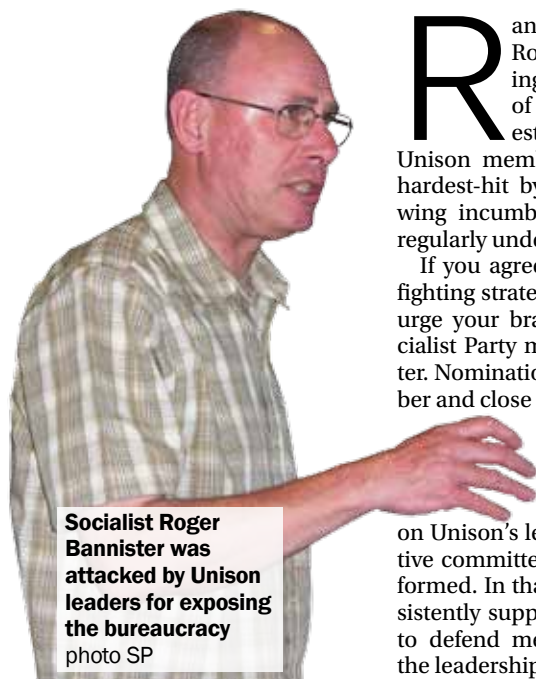 R an
Ro
ing
of
est
Unison memb
hardest-hit by
wing incumb
regularly unde
If you agree
fighting strate
urge your bra
cialist Party m
ter. Nominatio
ber and close
on Unison's le
tive committe
formed. In tha
sistently supp
to defend me
the leadership
Socialist Roger
Bannister was
attacked by Unison
leaders for exposing
the bureaucracy
photo SP